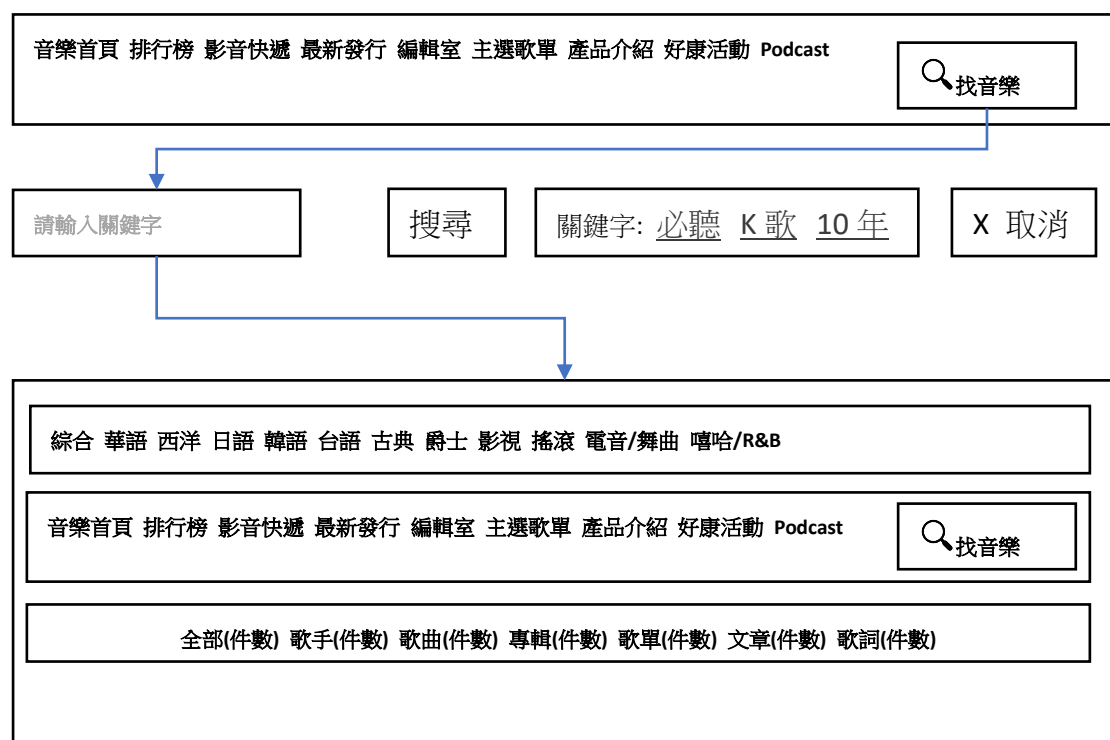 音樂首頁 排行榜 影音快遞 最新發行 編輯室 主選歌單 產品介紹 好康活動 Podcast
找音樂
請輸入關鍵字
搜尋
關鍵字: 必聽 K歌 10年
X 取消
綜合 華語 西洋 日語 韓語 台語 古典 爵士 影視 搖滾 電音/舞曲 嘻哈/R&B
音樂首頁 排行榜 影音快遞 最新發行 編輯室 主選歌單 產品介紹 好康活動 Podcast
找音樂
全部(件數) 歌手(件數) 歌曲(件數) 專輯(件數) 歌單(件數) 文章(件數) 歌詞(件數)